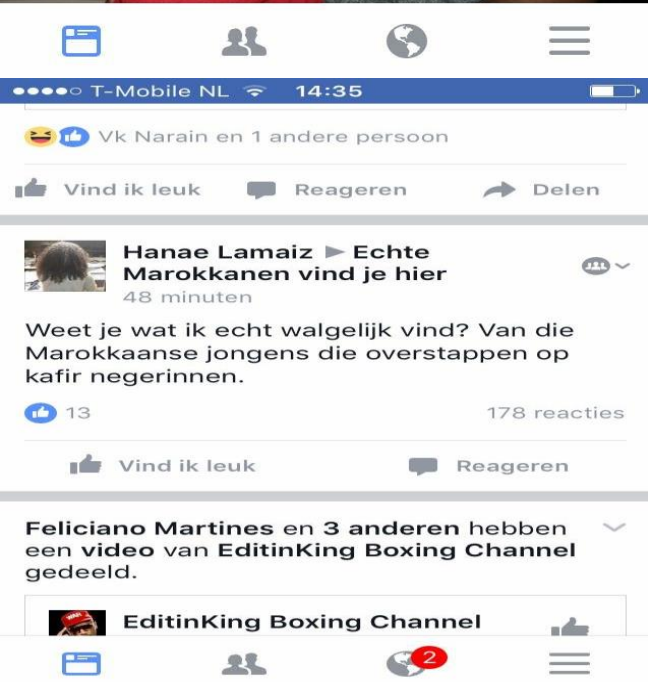 T-Mobile NL 14:35
Vk Narain en 1 andere persoon
Vind ik leuk Reageren Delen
Hanae Lamaiz ► Echte
Marokkanen vind je hier
48 minuten
Weet je wat ik echt walgelijk vind? Van die
Marokkaanse jongens die overstappen op
kafir negerinnen.
13 178 reacties
Vind ik leuk Reageren
Feliciano Martines en 3 anderen hebben
een video van EditinKing Boxing Channel
gedeeld.
EditinKing Boxing Channel
2